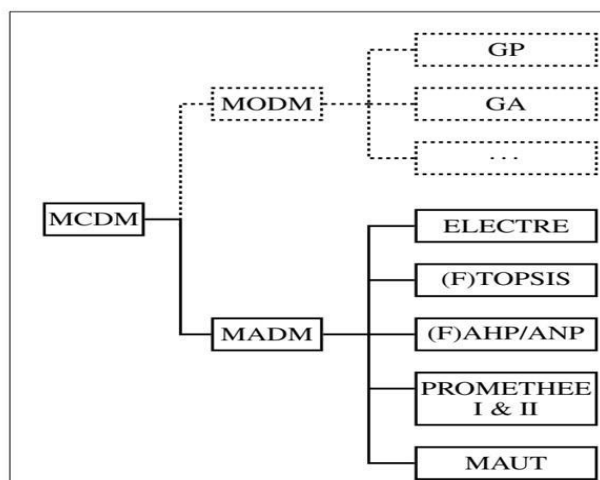 GP
MODM
GA
...
MCDM
ELECTRE
(F)TOPSIS
MADM
(F)AHP/ANP
PROMETHEE
I & II
MAUT